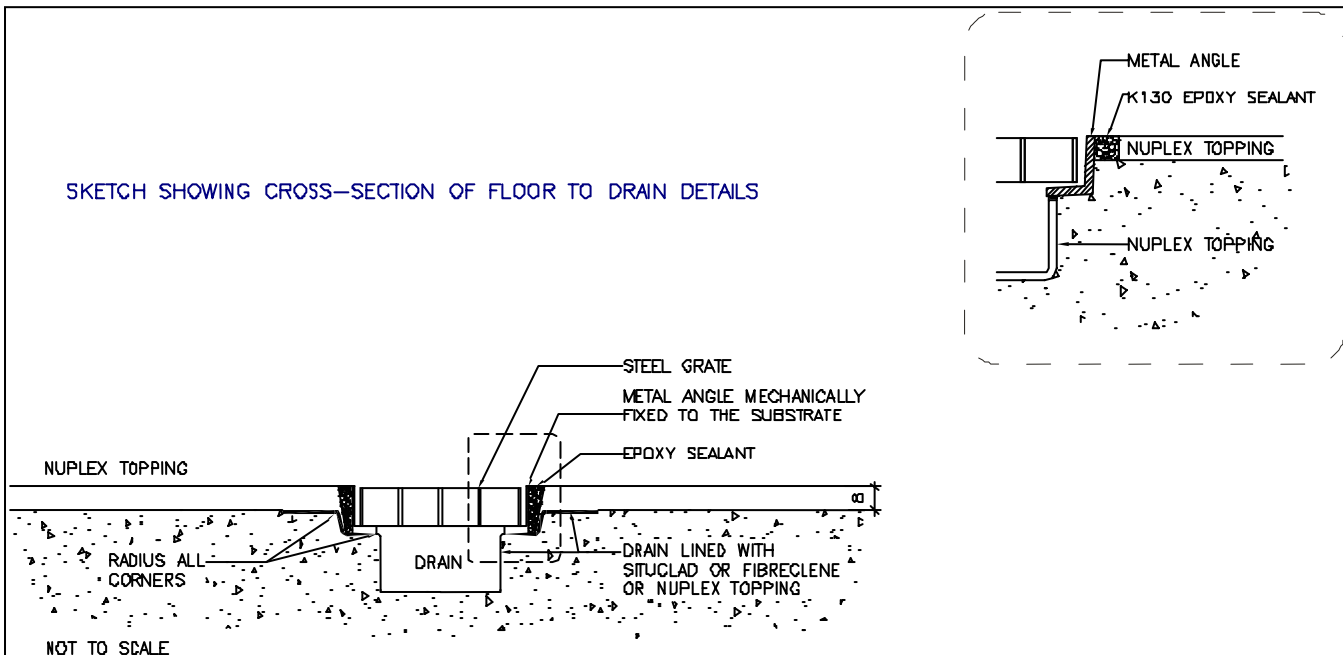 METAL ANGLE
K130 EPOXY SEALANT
NUPLEX TOPPING
SKETCH SHOWING CROSS-SECTION OF FLOOR TO DRAIN DETAILS
NUPLEX TOPPING
STEEL GRATE
METAL ANGLE MECHANICALLY
FIXED TO THE SUBSTRATE
EPOXY SEALANT
NUPLEX TOPPING
8
RADIUS ALL
CORNERS
DRAIN
DRAIN LINED WITH
SITUCLAD OR FIBREGLENE
OR NUPLEX TOPPING
NOT TO SCALE